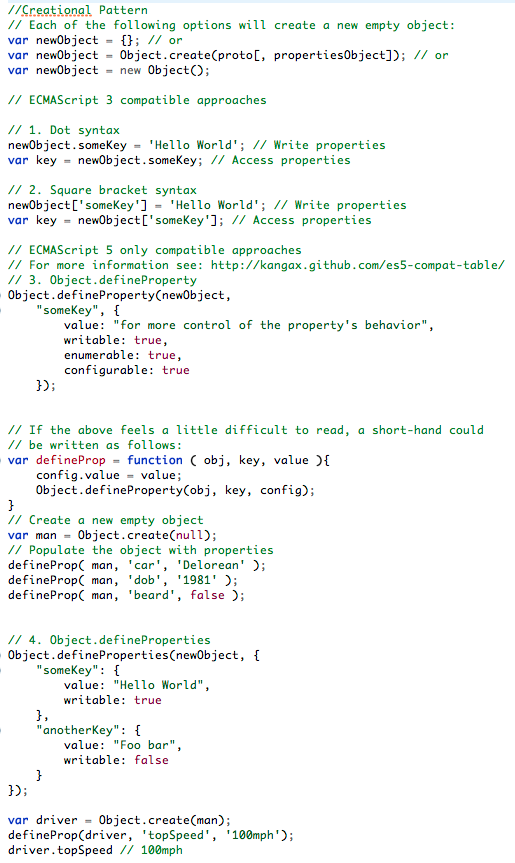 //Creational Pattern
// Each of the following options will create a new empty object:
var newObject = {}; // or
var newObject = Object.create(proto[, propertiesObject]); // or
var newObject = new Object();
// ECMAScript 3 compatible approaches
// 1. Dot syntax
newObject.someKey = 'Hello World'; // Write properties
var key = newObject.someKey; // Access properties
// 2. Square bracket syntax
newObject['someKey'] = 'Hello World'; // Write properties
var key = newObject['someKey']; // Access properties
// ECMAScript 5 only compatible approaches
// For more information see: http://kangax.github.com/es5-compat-table/
// 3. Object.defineProperty
Object.defineProperty(newObject,
"someKey", {
value: "for more control of the property's behavior",
writable: true,
enumerable: true,
configurable: true
});
// If the above feels a little difficult to read, a short-hand could
// be written as follows:
var defineProp = function ( obj, key, value ){
config.value = value;
Object.defineProperty(obj, key, config);
}
// Create a new empty object
var man = Object.create(null);
// Populate the object with properties
defineProp( man, 'car', 'Delorean' );
defineProp( man, 'dob', '1981' );
defineProp( man, 'beard', false );
// 4. Object.defineProperties
Object.defineProperties(newObject, {
"someKey": {
value: "Hello World",
writable: true
},
"anotherKey": {
value: "Foo bar",
writable: false
}
});
var driver = Object.create(man);
defineProp(driver, 'topSpeed', '100mph');
driver.topSpeed // 100mph